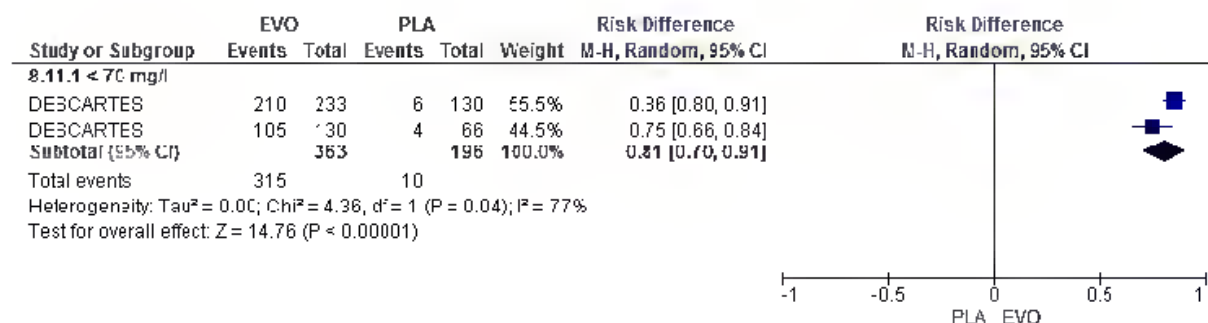 EVO PLA Risk Difference Risk Difference
Study or Subgroup Events Total Events Total Weight M-H, Random, 95% CI M-H, Random, 95% CI
8.11.1 < 70 mg/l
DESCARTES 210 233 6 130 55.5% 0.86 [0.80, 0.91]
DESCARTES 105 130 4 66 44.5% 0.75 [0.66, 0.84]
Subtotal (95% CI) 363 196 100.0% 0.81 [0.70, 0.91]
Total events 315 10
Heterogeneity: Tau² = 0.00; Chi² = 4.36, df = 1 (P = 0.04); I² = 77%
Test for overall effect: Z = 14.76 (P < 0.00001)
-1 -0.5 0 0.5 1
PLA EVO